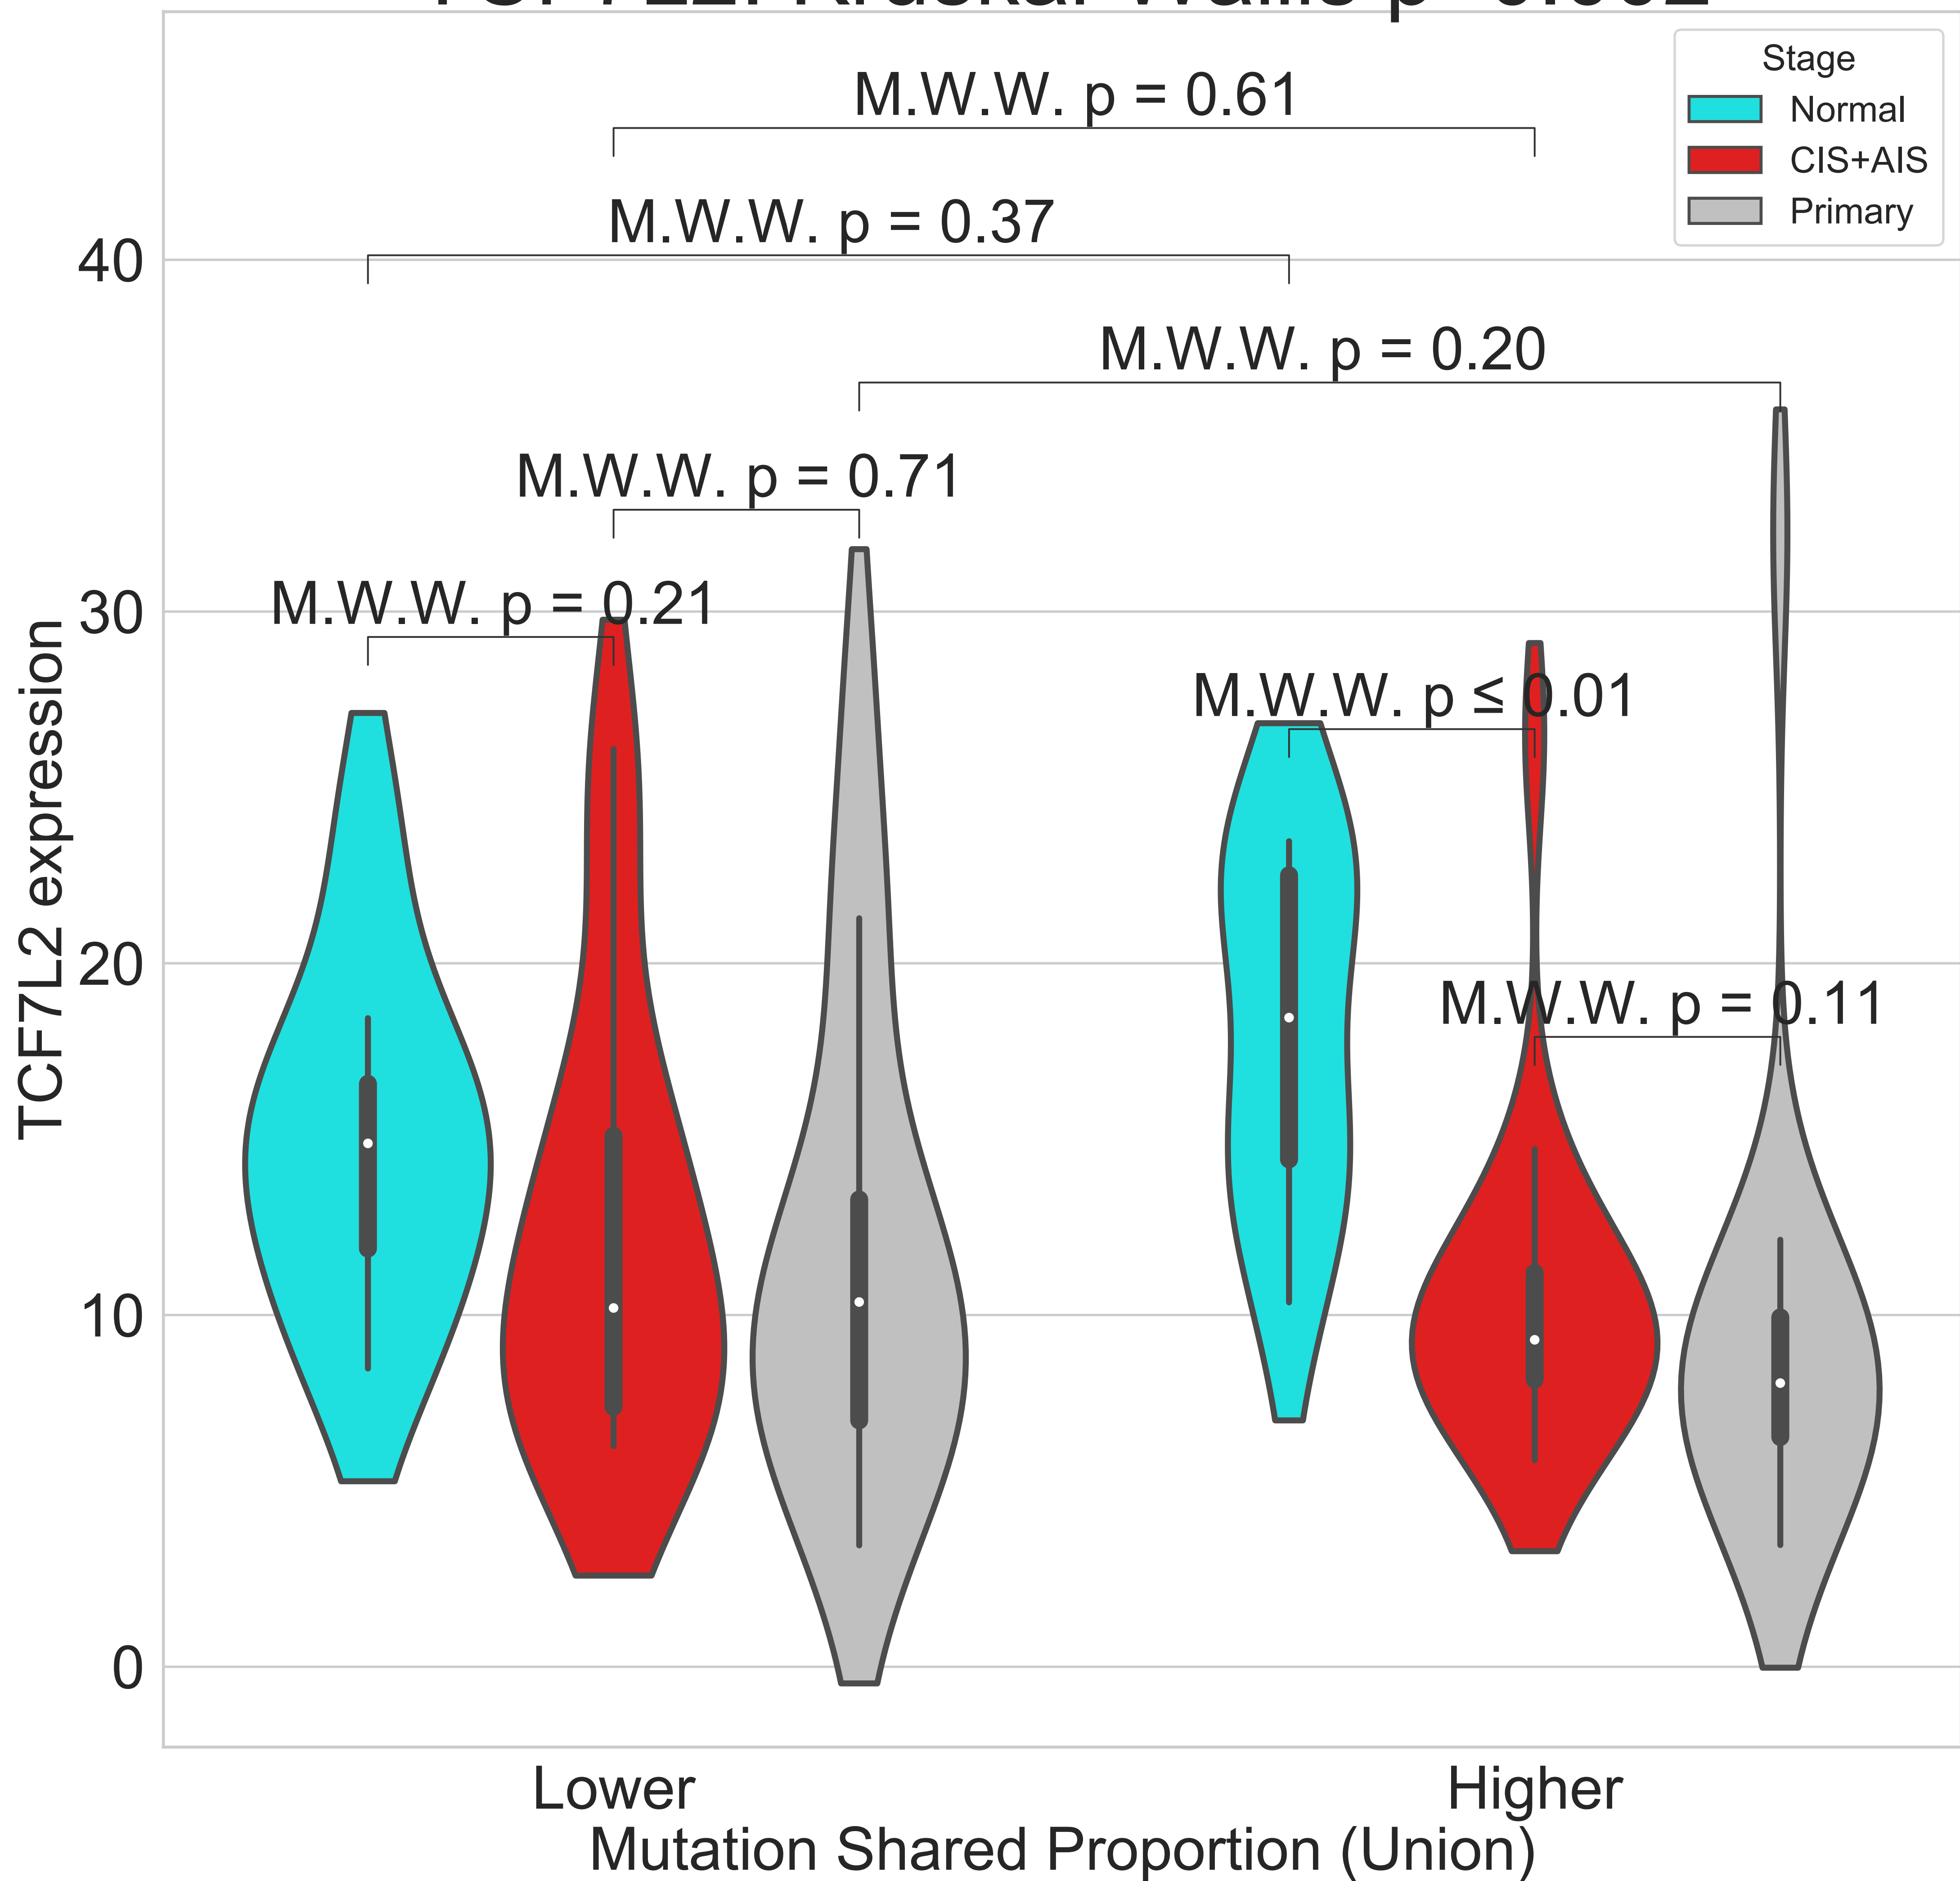 Stage
Normal
CIS+AIS
Primary
M.W.W. p = 0.61
M.W.W. p = 0.37
M.W.W. p = 0.20
M.W.W. p = 0.71
M.W.W. p = 0.21
M.W.W. p ≤ 0.01
M.W.W. p = 0.11
TCF7L2 expression
40
30
20
10
0
Lower
Higher
Mutation Shared Proportion (Union)